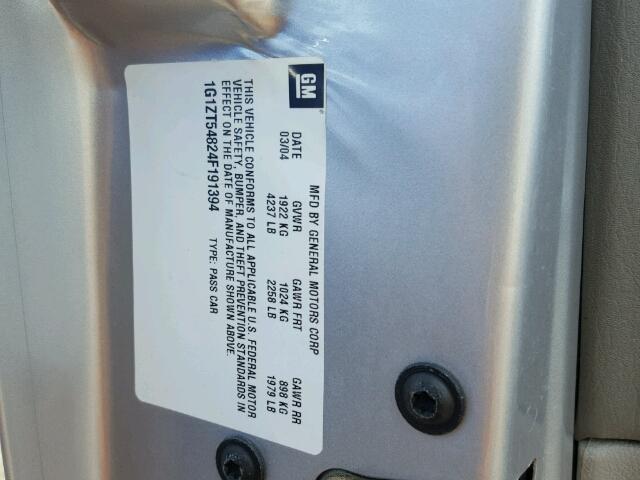 GM
MFD BY GENERAL MOTORS CORP
DATE GVWR GAWR FRT GAWR RR
03/04 1922 KG 1024 KG 898 KG
4237 LB 2258 LB 1979 LB
THIS VEHICLE CONFORMS TO ALL APPLICABLE U.S. FEDERAL MOTOR
VEHICLE SAFETY, BUMPER, AND THEFT PREVENTION STANDARDS IN
EFFECT ON THE DATE OF MANUFACTURE SHOWN ABOVE.
1G1ZT54824F191394 TYPE: PASS CAR